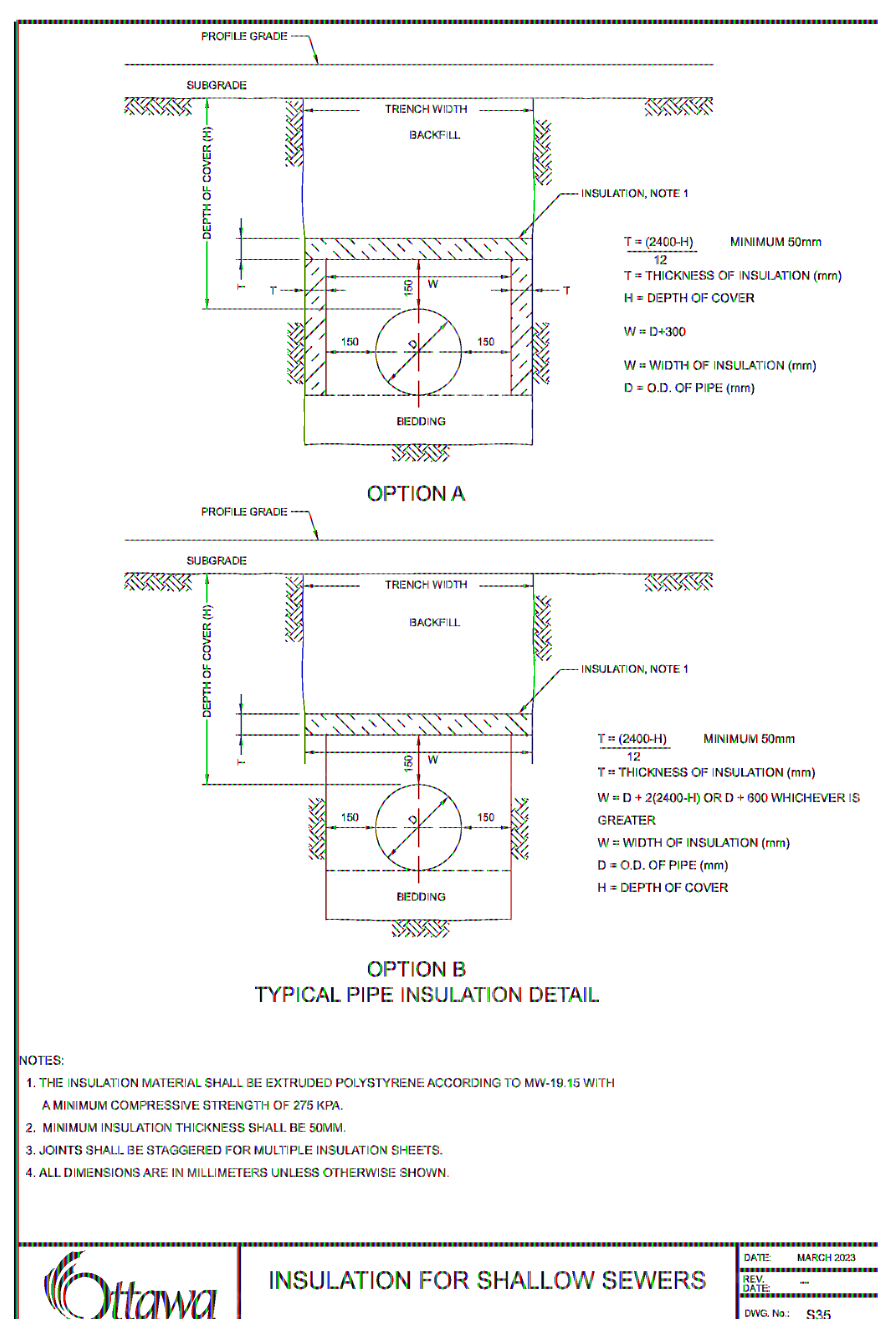 PROFILE GRADE
SUBGRADE
TRENCH WIDTH
BACKFILL
DEPTH OF COVER (H)
INSULATION, NOTE 1
T = (2400-H) MINIMUM 50mm
12
T = THICKNESS OF INSULATION (mm)
H = DEPTH OF COVER
W = D+300
W = WIDTH OF INSULATION (mm)
D = O.D. OF PIPE (mm)
T
T
T
150
W
150
D
150
BEDDING
OPTION A
PROFILE GRADE
SUBGRADE
TRENCH WIDTH
BACKFILL
DEPTH OF COVER (H)
INSULATION, NOTE 1
T = (2400-H) MINIMUM 50mm
12
T = THICKNESS OF INSULATION (mm)
W = D + 2(2400-H) OR D + 600 WHICHEVER IS
GREATER
W = WIDTH OF INSULATION (mm)
D = O.D. OF PIPE (mm)
H = DEPTH OF COVER
T
150
W
150
D
150
BEDDING
OPTION B
TYPICAL PIPE INSULATION DETAIL
NOTES:
1. THE INSULATION MATERIAL SHALL BE EXTRUDED POLYSTYRENE ACCORDING TO MW-19.15 WITH
A MINIMUM COMPRESSIVE STRENGTH OF 275 KPA.
2. MINIMUM INSULATION THICKNESS SHALL BE 50MM.
3. JOINTS SHALL BE STAGGERED FOR MULTIPLE INSULATION SHEETS.
4. ALL DIMENSIONS ARE IN MILLIMETERS UNLESS OTHERWISE SHOWN.
Ottawa
INSULATION FOR SHALLOW SEWERS
DATE: MARCH 2023
REV.
DATE: --
DWG. No.: S35